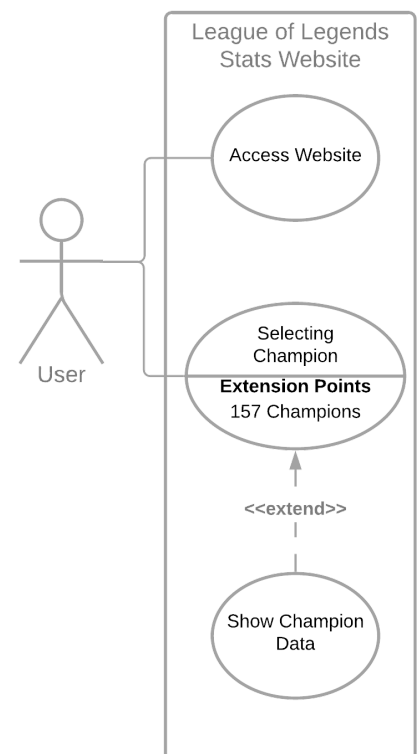 League of Legends
Stats Website
Access Website
Selecting
Champion
Extension Points
157 Champions
User
<<extend>>
Show Champion
Data